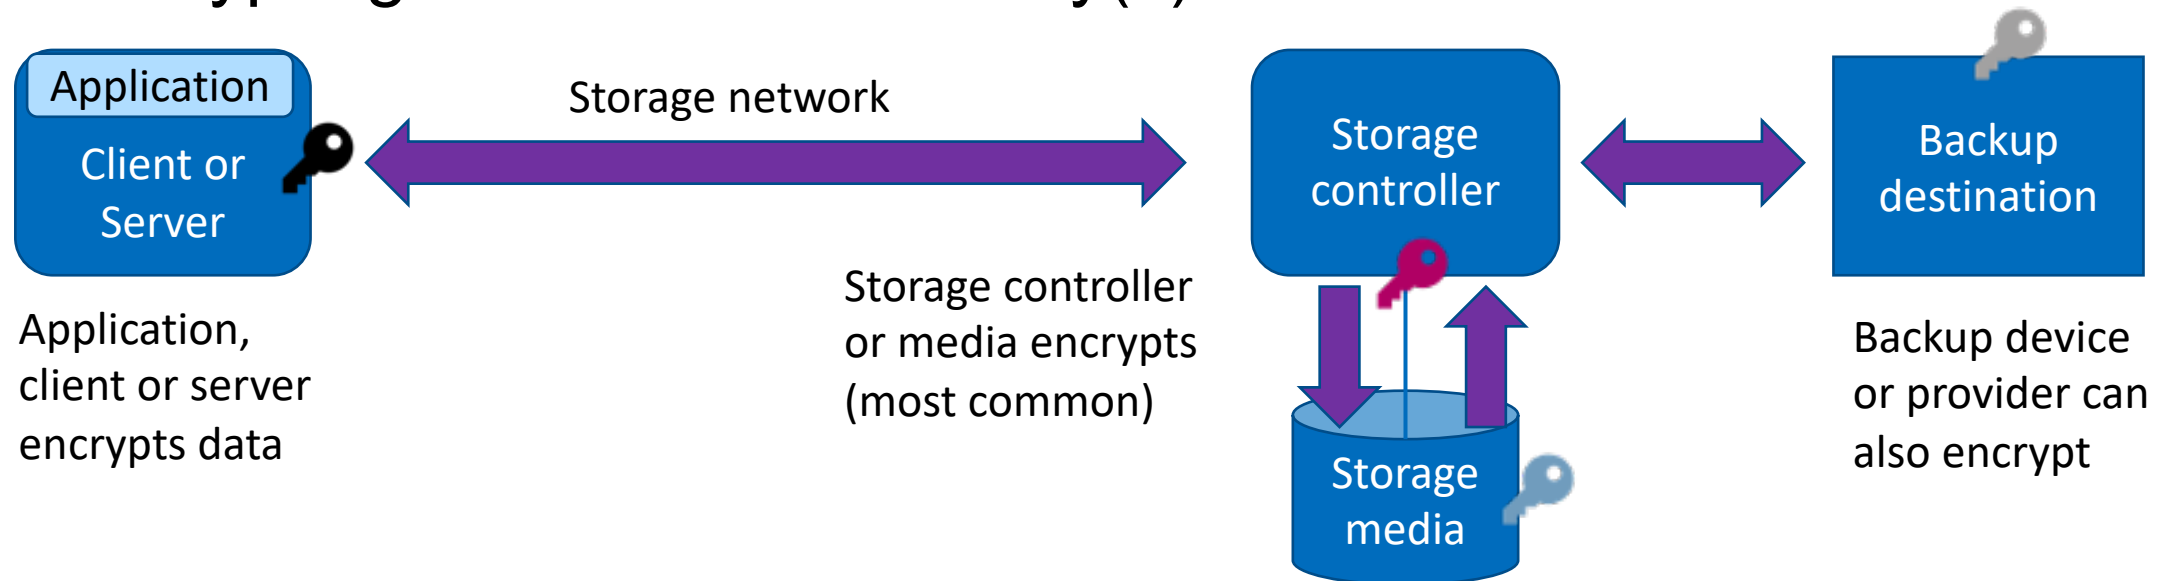 Application
Client or
Server
Storage network
Storage
controller
Backup
destination
Application,
client or server
encrypts data
Storage controller
or media encrypts
(most common)
Storage
media
Backup device
or provider can
also encrypt